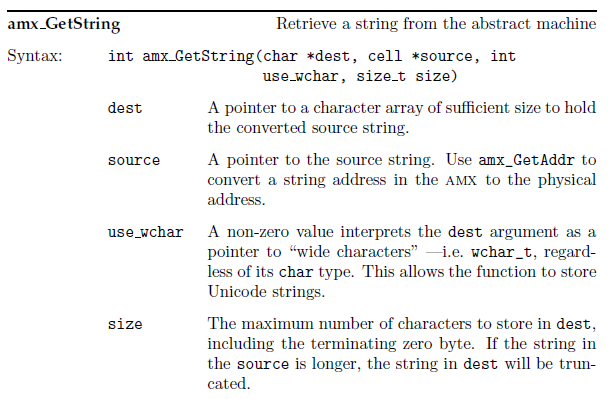 amx_GetString Retrieve a string from the abstract machine
Syntax: int amx_GetString(char *dest, cell *source, int
use_wchar, size_t size)
dest A pointer to a character array of sufficient size to hold
the converted source string.
source A pointer to the source string. Use amx_GetAddr to
convert a string address in the AMX to the physical
address.
use_wchar A non-zero value interprets the dest argument as a
pointer to “wide characters” —i.e. wchar_t, regard-
less of its char type. This allows the function to store
Unicode strings.
size The maximum number of characters to store in dest,
including the terminating zero byte. If the string in
the source is longer, the string in dest will be trun-
cated.